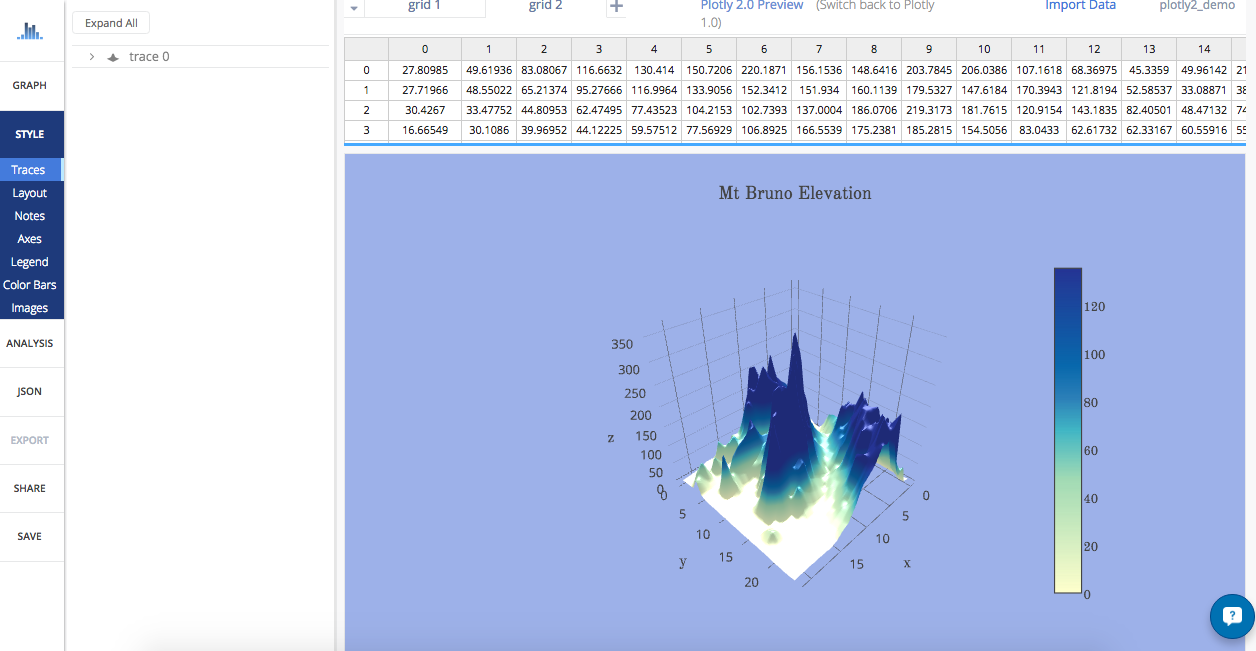 grid 1 grid 2 Plotly 2.0 Preview (Switch back to Plotly 1.0) Import Data plotly2_demo
Expand All
trace 0
GRAPH
STYLE
Traces
Layout
Notes
Axes
Legend
Color Bars
Images
ANALYSIS
JSON
EXPORT
SHARE
SAVE
0 1 2 3 4 5 6 7 8 9 10 11 12 13 14
0 27.80985 49.61936 83.08067 116.6632 130.414 150.7206 220.1871 156.1536 148.6416 203.7845 206.0386 107.1618 68.36975 45.3359 49.96142 21
1 27.71966 48.55022 65.21374 95.27666 116.9964 133.9056 152.3412 151.934 160.1139 179.5327 147.6184 170.3943 121.8194 52.58537 33.08871 38
2 30.4267 33.47752 44.80953 62.47495 77.43523 104.2153 102.7393 137.0004 186.0706 219.3173 181.7615 120.9154 143.1835 82.40501 48.47132 74
3 16.66549 30.1086 39.96952 44.12225 59.57512 77.56929 106.8925 166.5539 175.2381 185.2815 154.5056 83.0433 62.61732 62.33167 60.55916 55
Mt Bruno Elevation
350
300
250
200
150
100
50
0
z
0
5
10
15
20
y
0
5
10
15
x
120
100
80
60
40
20
0
?